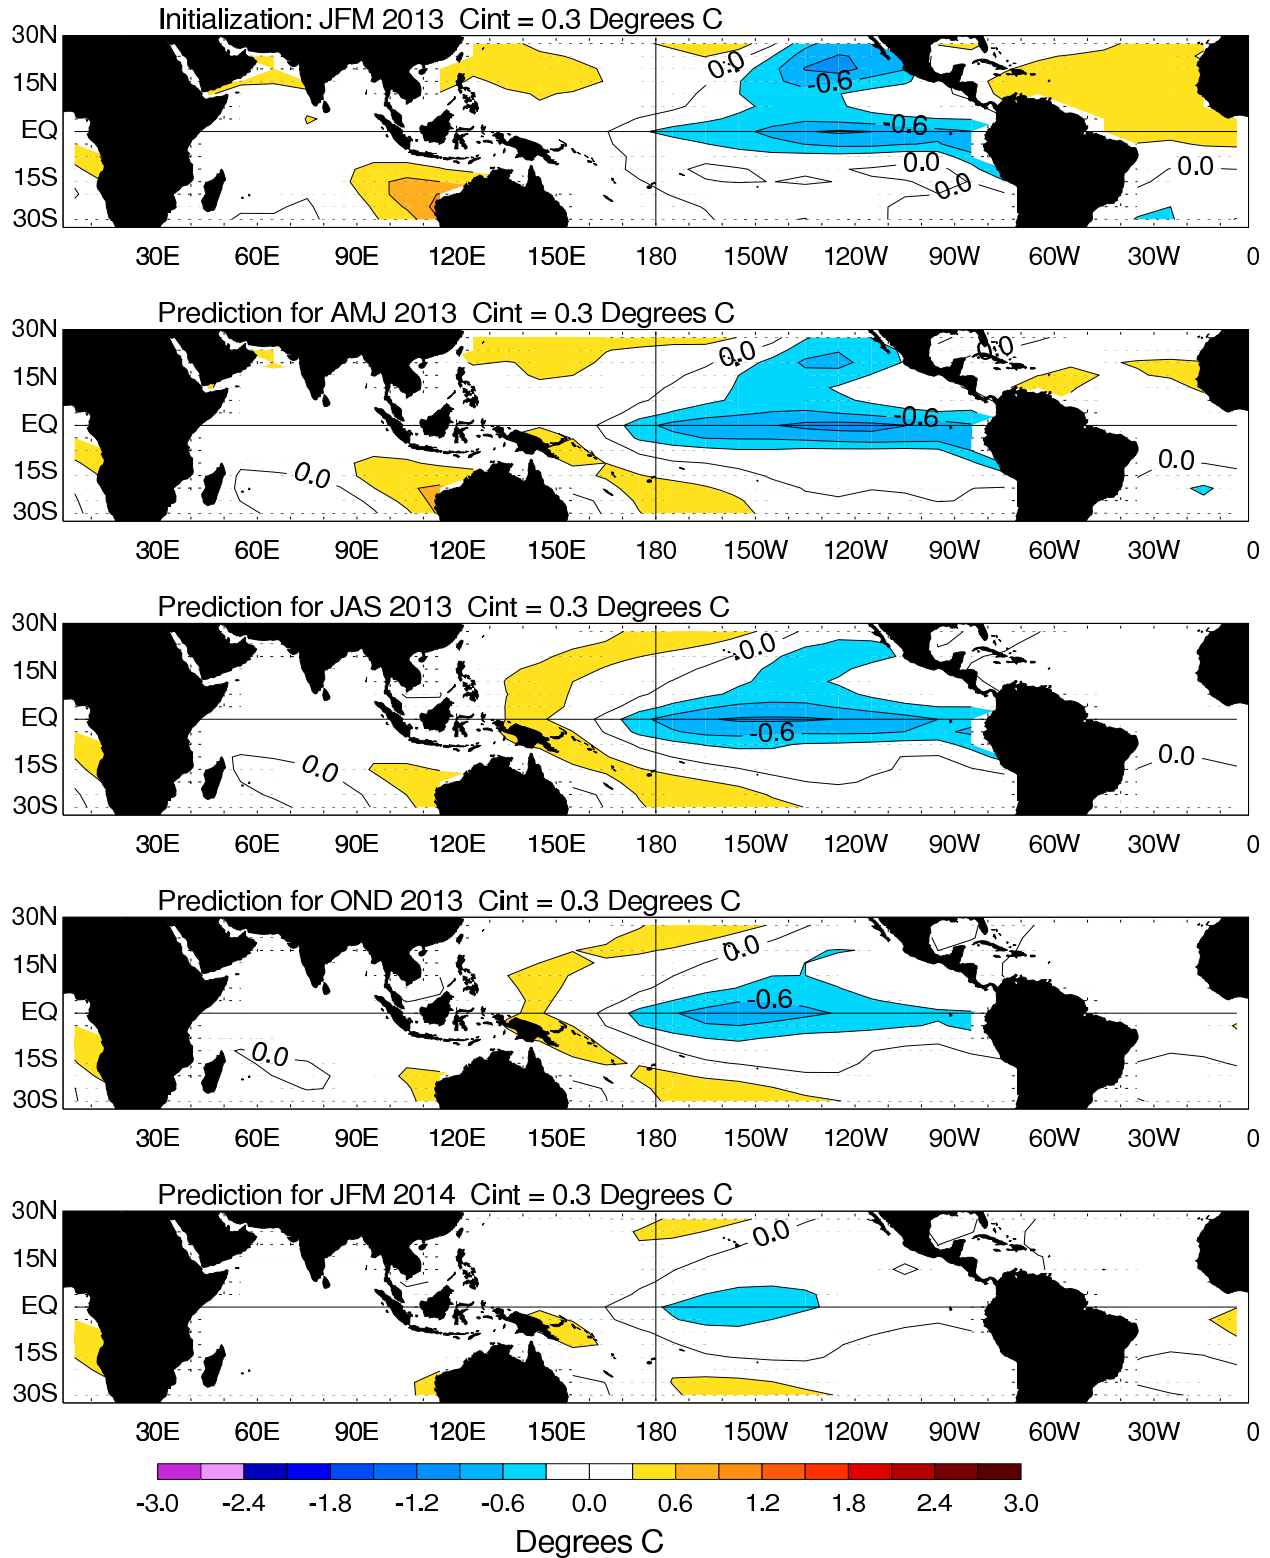 Initialization: JFM 2013 Cint = 0.3 Degrees C
30N
15N
EQ
15S
30S
0.0
-0.6
-0.6
0.0
0.0
0.0
30E 60E 90E 120E 150E 180 150W 120W 90W 60W 30W 0
Prediction for AMJ 2013 Cint = 0.3 Degrees C
30N
15N
EQ
15S
30S
0.0
0.0
-0.6
0.0
0.0
30E 60E 90E 120E 150E 180 150W 120W 90W 60W 30W 0
Prediction for JAS 2013 Cint = 0.3 Degrees C
30N
15N
EQ
15S
30S
0.0
-0.6
0.0
0.0
30E 60E 90E 120E 150E 180 150W 120W 90W 60W 30W 0
Prediction for OND 2013 Cint = 0.3 Degrees C
30N
15N
EQ
15S
30S
0.0
-0.6
0.0
30E 60E 90E 120E 150E 180 150W 120W 90W 60W 30W 0
Prediction for JFM 2014 Cint = 0.3 Degrees C
30N
15N
EQ
15S
30S
0.0
30E 60E 90E 120E 150E 180 150W 120W 90W 60W 30W 0
-3.0 -2.4 -1.8 -1.2 -0.6 0.0 0.6 1.2 1.8 2.4 3.0
Degrees C